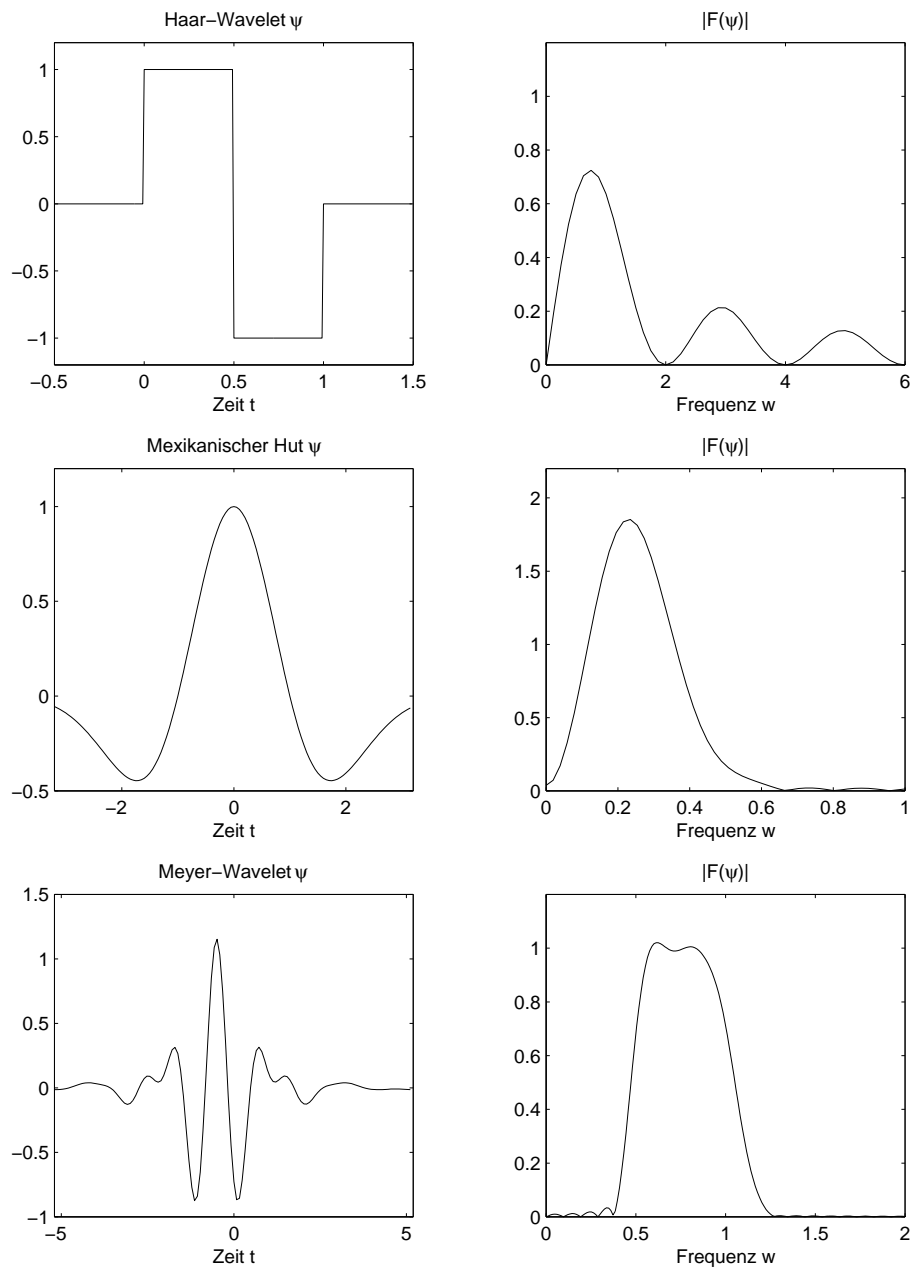 Haar−Wavelet ψ
1
0.5
0
−0.5
−1
−0.5 0 0.5 1 1.5
Zeit t
|F(ψ)|
1
0.8
0.6
0.4
0.2
0
0 2 4 6
Frequenz w
Mexikanischer Hut ψ
1
0.5
0
−0.5
−2 0 2
Zeit t
|F(ψ)|
2
1.5
1
0.5
0
0 0.2 0.4 0.6 0.8 1
Frequenz w
Meyer−Wavelet ψ
1.5
1
0.5
0
−0.5
−1
−5 0 5
Zeit t
|F(ψ)|
1
0.8
0.6
0.4
0.2
0
0 0.5 1 1.5 2
Frequenz w